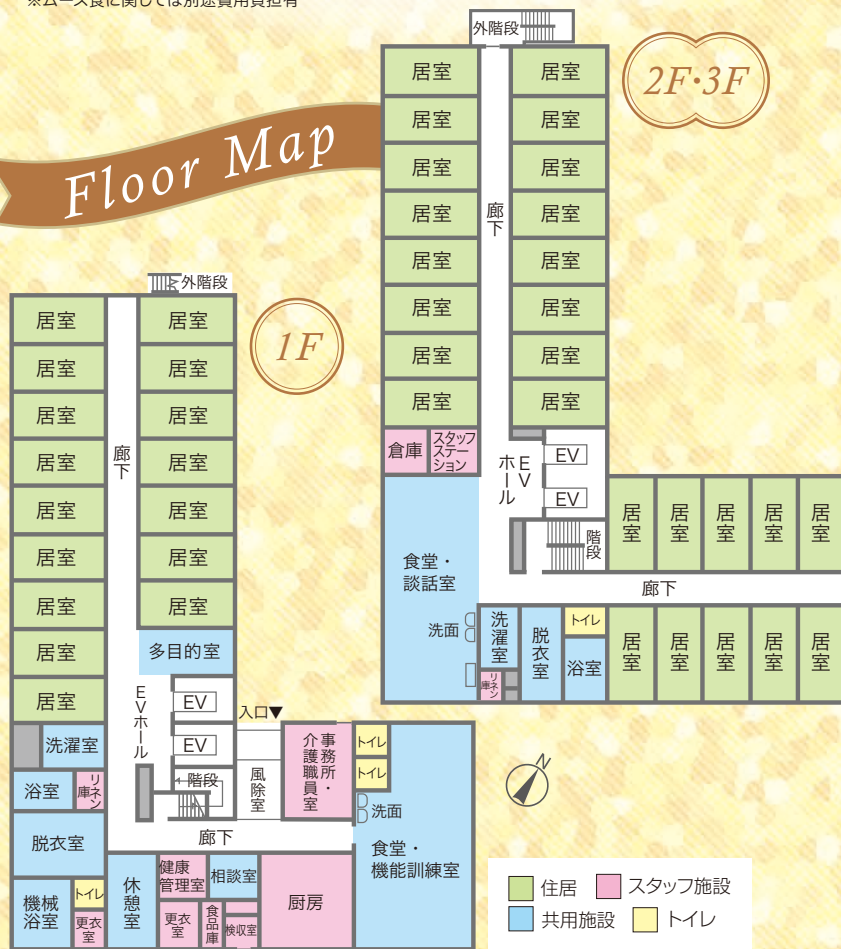 ※ムース食に関しては別途費用負担有
Floor Map
2F・3F
外階段
居室
居室
居室
居室
居室
居室
居室
居室
廊下
居室
居室
居室
居室
居室
居室
居室
居室
倉庫
スタッフ
ステー
ション
EV
ホール
EV
EV
階段
居室
居室
居室
居室
居室
廊下
食堂・
談話室
洗面
洗濯室
リネン
庫
脱衣室
トイレ
浴室
居室
居室
居室
居室
居室
1F
外階段
居室
居室
居室
居室
居室
居室
居室
居室
居室
廊下
居室
居室
居室
居室
居室
居室
居室
多目的室
EVホール
EV
EV
階段
入口▼
風除室
事務所・
介護職員室
トイレ
トイレ
洗面
食堂・
機能訓練室
洗濯室
浴室
リネン
庫
脱衣室
廊下
機械
浴室
トイレ
更衣
室
休憩室
健康
管理室
相談室
更衣
室
食品庫
検収室
厨房
N
住居
スタッフ施設
共用施設
トイレ